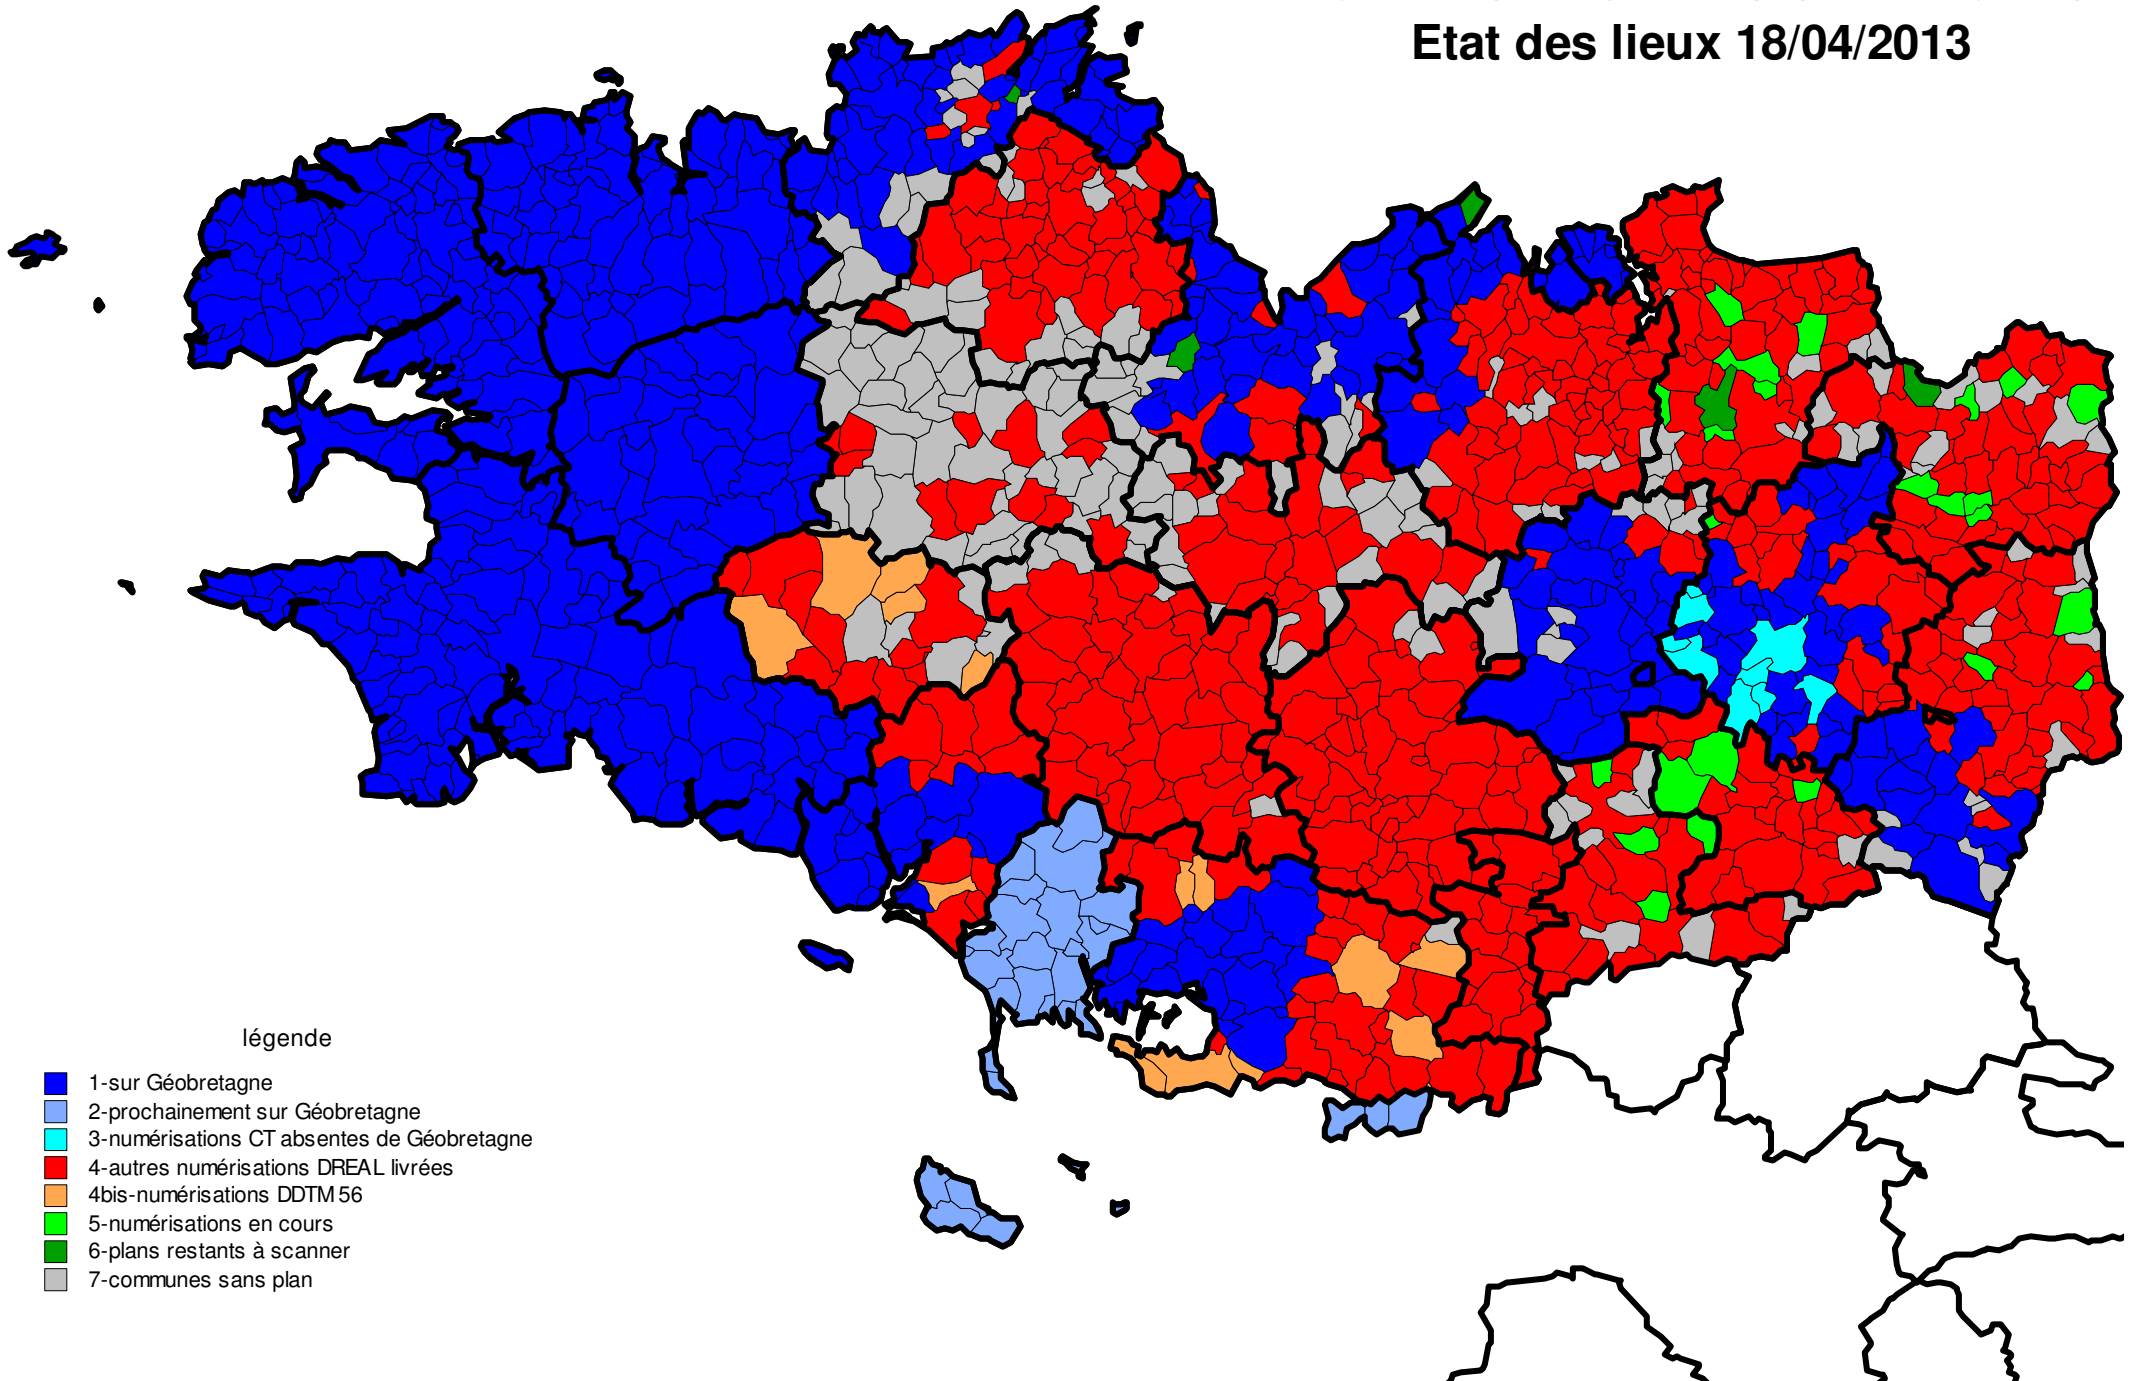 Etat des lieux 18/04/2013
légende
1-sur Géobretagne
2-prochainement sur Géobretagne
3-numérisations CT absentes de Géobretagne
4-autres numérisations DREAL livrées
4bis-numérisations DDTM 56
5-numérisations en cours
6-plans restants à scanner
7-communes sans plan